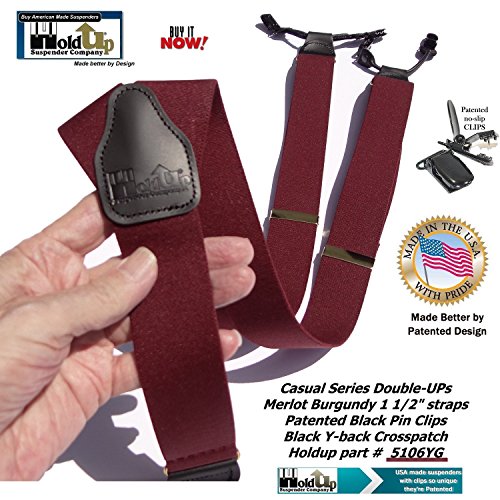 Buy American Made Suspenders
HoldUp
Suspender Company
Made better by Design
BUY IT
NOW!
Patented
no-slip
CLIPS
HoldUp
MADE IN THE U.S.A.
WITH PRIDE
Made Better by
Patented Design
Casual Series Double-UPs
Merlot Burgundy 1 1/2" straps
Patented Black Pin Clips
Black Y-back Crosspatch
Holdup part # 5106YG
HoldUp
Suspender Company
USA made suspenders
with clips so unique
they're Patented